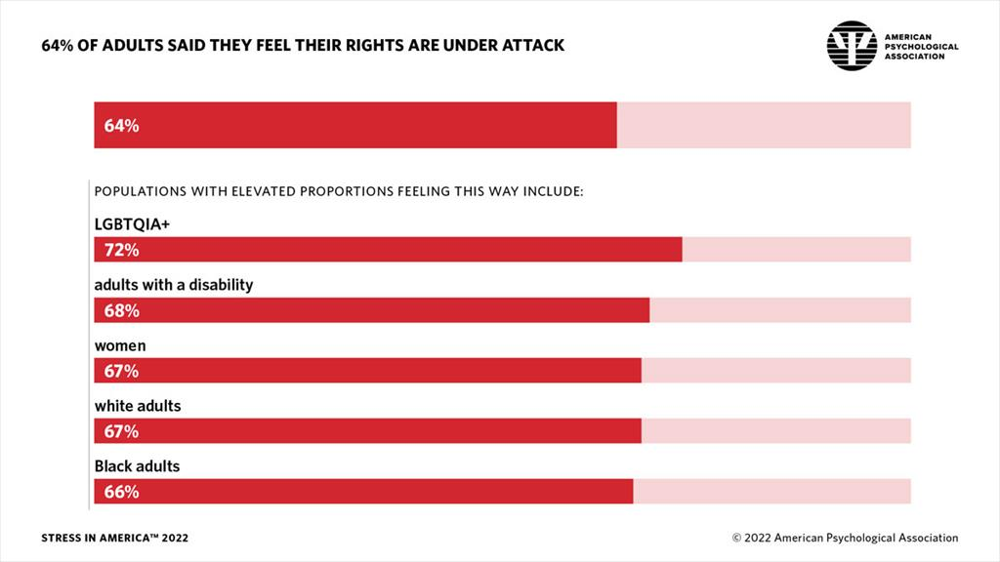 64% OF ADULTS SAID THEY FEEL THEIR RIGHTS ARE UNDER ATTACK
AMERICAN
PSYCHOLOGICAL
ASSOCIATION
64%
POPULATIONS WITH ELEVATED PROPORTIONS FEELING THIS WAY INCLUDE:
LGBTQIA+
72%
adults with a disability
68%
women
67%
white adults
67%
Black adults
66%
STRESS IN AMERICA™ 2022
© 2022 American Psychological Association